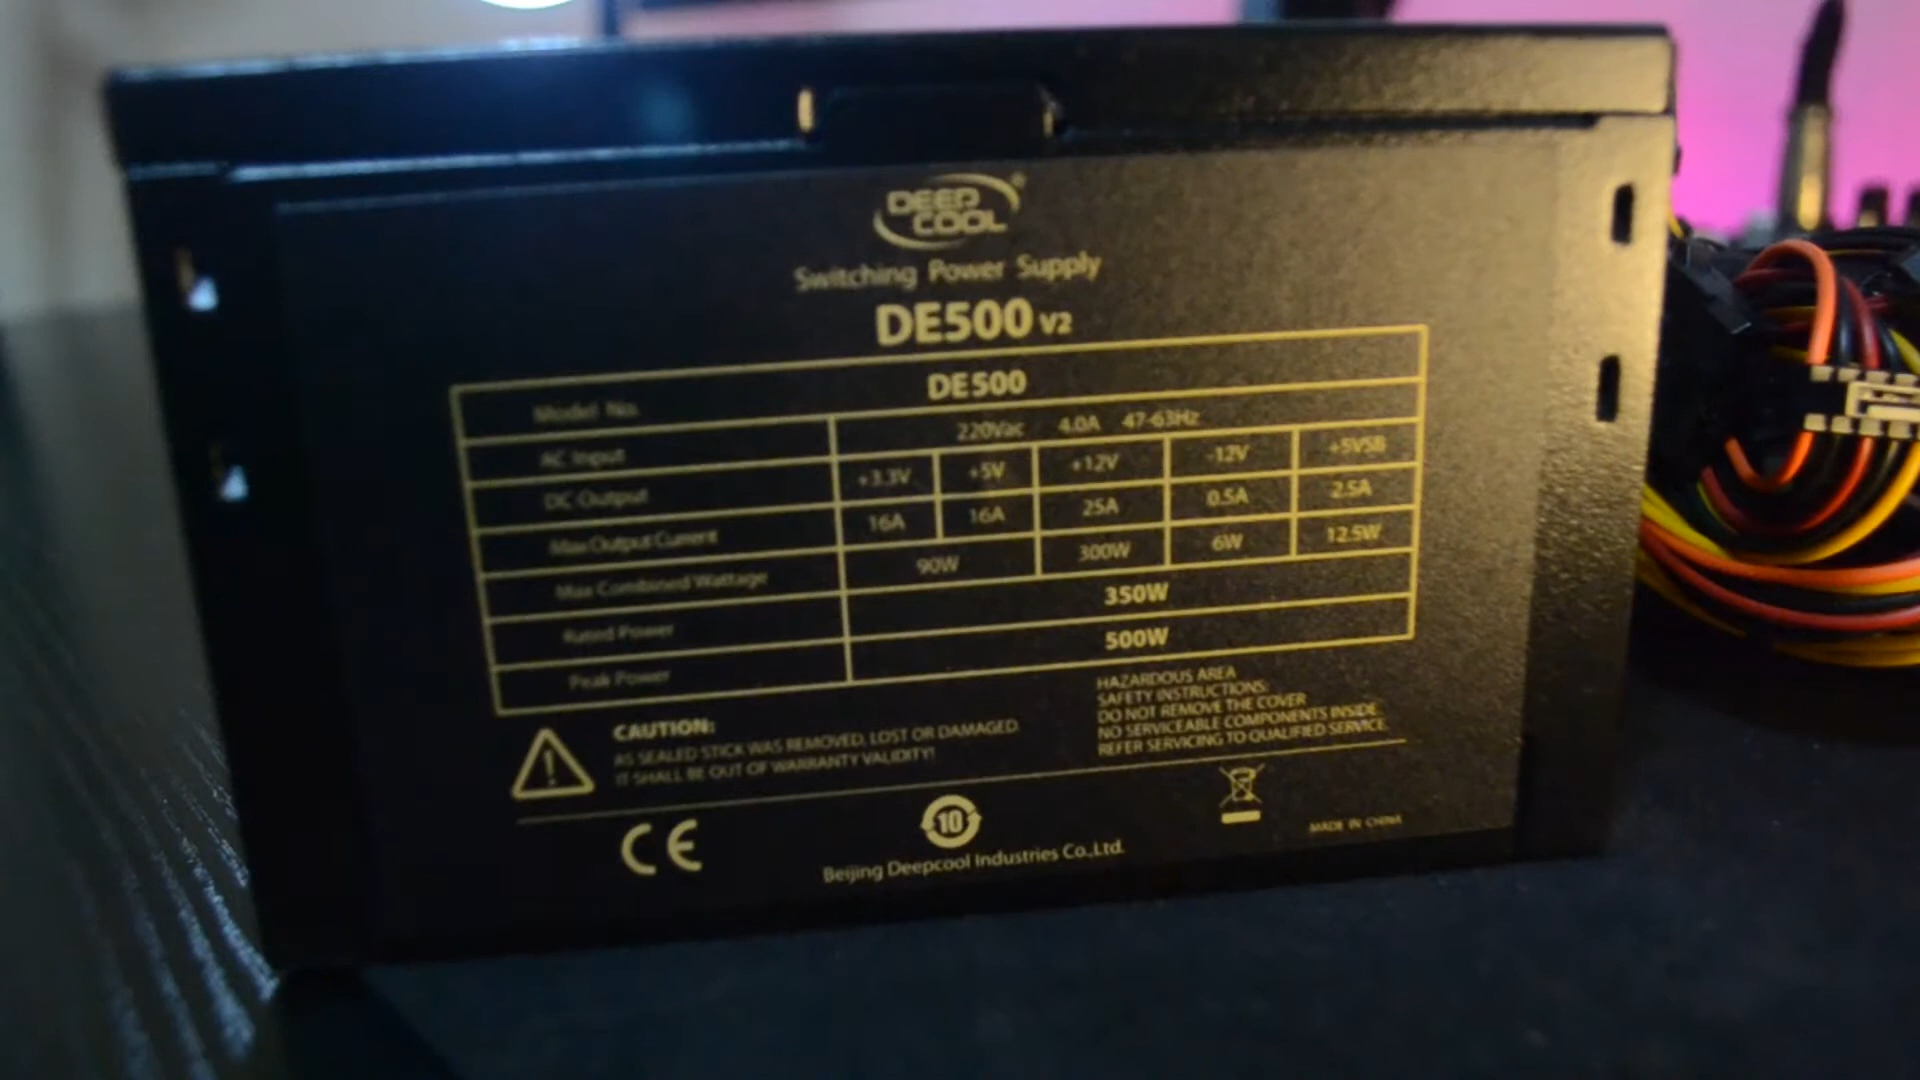 DEEP
COOL
Switching Power Supply
DE500 V2
Model No. DE500
AC Input 220Vac 4.0A 47-63Hz
DC Output +3.3V +5V +12V -12V +5VSB
Max Output Current 16A 16A 25A 0.5A 2.5A
Max Combined Wattage 90W 300W 6W 12.5W
Rated Power 350W
Peak Power 500W
CAUTION:
AS SEALED STICK WAS REMOVED, LOST OR DAMAGED
IT SHALL BE OUT OF WARRANTY VALIDITY!
HAZARDOUS AREA
SAFETY INSTRUCTIONS:
DO NOT REMOVE THE COVER
NO SERVICEABLE COMPONENTS INSIDE
REFER SERVICING TO QUALIFIED SERVICE
CE
10
MADE IN CHINA
Beijing Deepcool Industries Co.,Ltd.